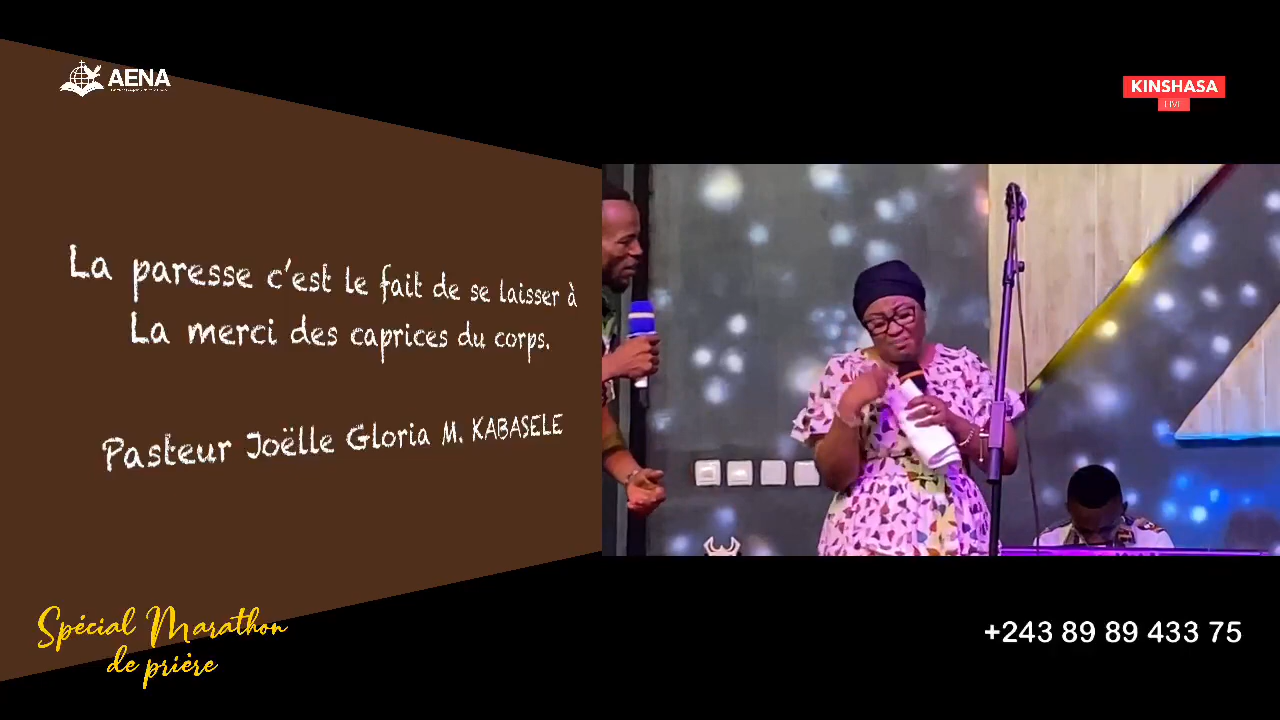 AENA
KINSHASA
LIVE
La paresse c'est le fait de se laisser à
La merci des caprices du corps.
Pasteur Joëlle Gloria M. KABASELE
Spécial Marathon
de prière
+243 89 89 433 75